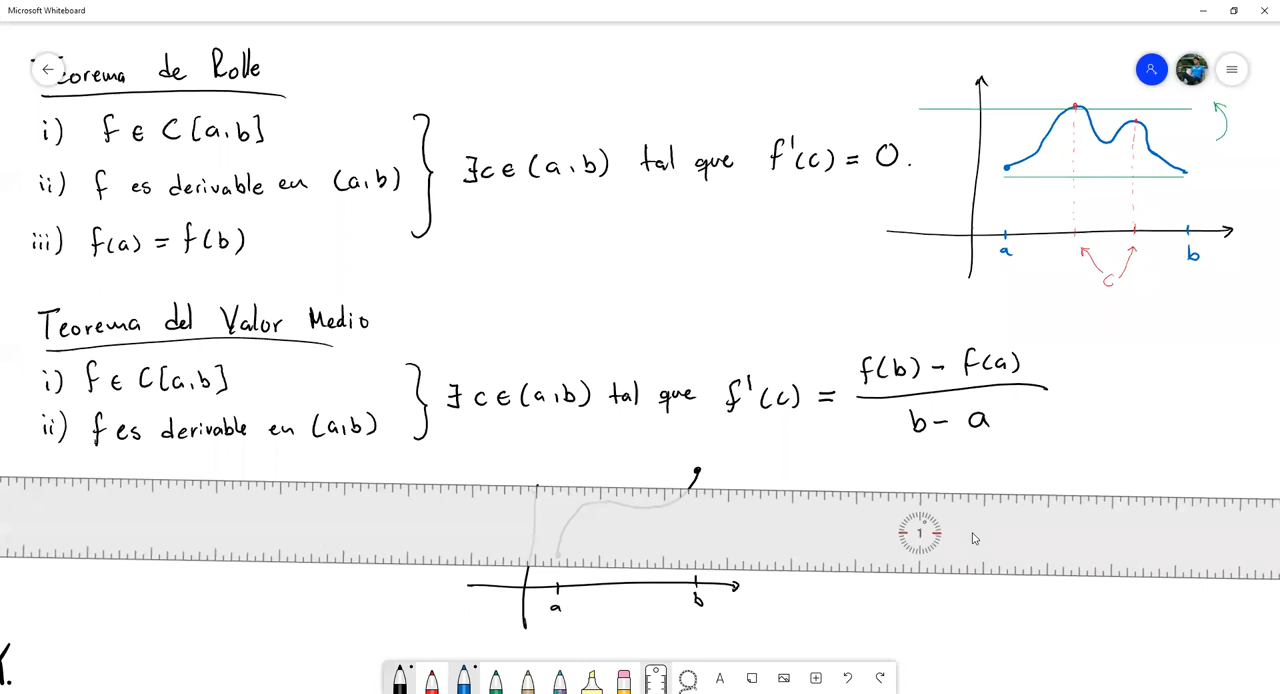 Microsoft Whiteboard
de Rolle
i) f ∈ C [a,b]
ii) f es derivable en (a,b)
iii) f(a) = f(b)
∃c ∈ (a,b) tal que f'(c) = 0.
a
b
c
Teorema del Valor Medio
i) f ∈ C[a,b]
ii) f es derivable en (a,b)
∃ c ∈ (a,b) tal que f'(c) = f(b) - f(a)
b - a
1
a
b
A